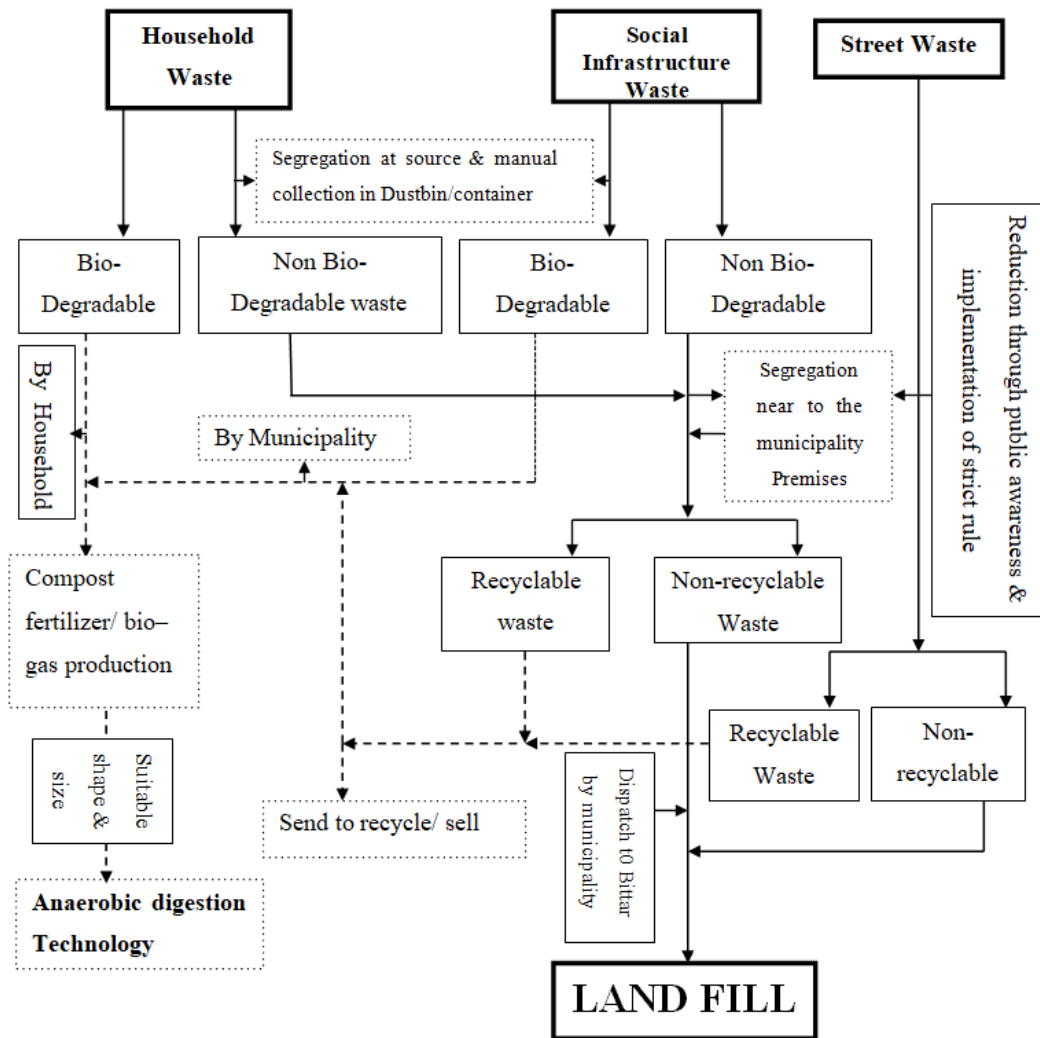 Household
Waste
Social
Infrastructure
Waste
Street Waste
Segregation at source & manual
collection in Dustbin/container
Bio-
Degradable
Non Bio-
Degradable waste
Bio-
Degradable
Non Bio-
Degradable
Reduction through public awareness &
implementation of strict rule
By Household
Segregation
near to the
municipality
Premises
By Municipality
Compost
fertilizer/ bio–
gas production
Recyclable
waste
Non-recyclable
Waste
Recyclable
Waste
Non-
recyclable
Suitable
shape &
size
Send to recycle/ sell
Dispatch t0 Bittar
by municipality
Anaerobic digestion
Technology
LAND FILL